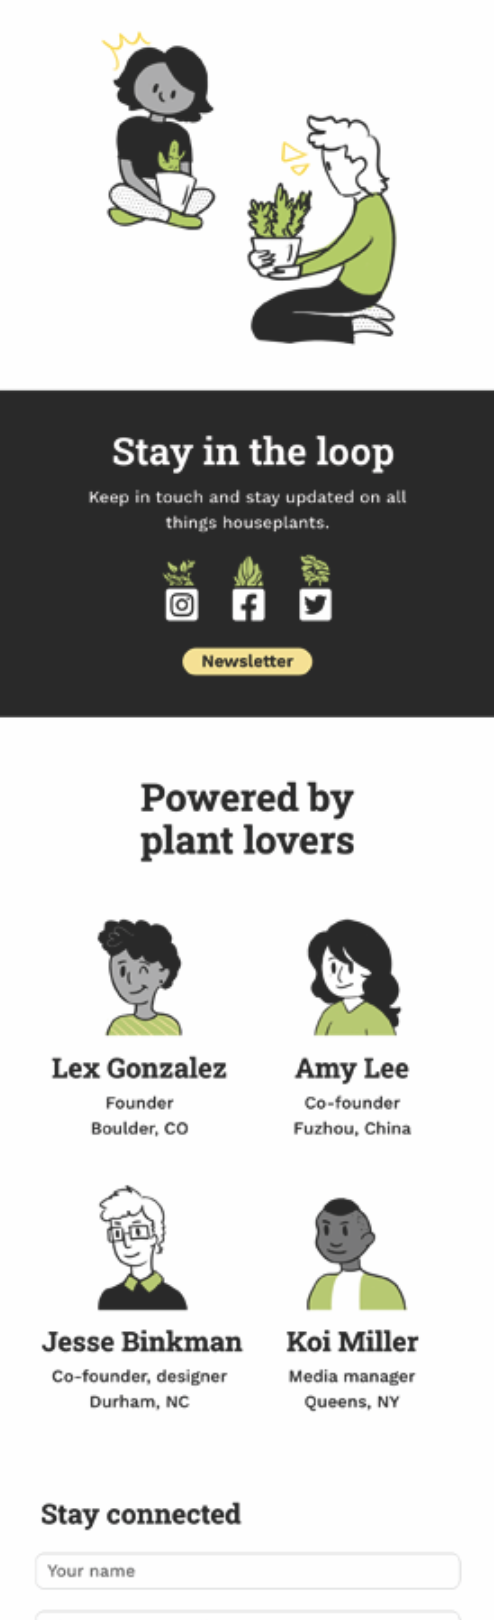 Stay in the loop
Keep in touch and stay updated on all
things houseplants.
Newsletter
Powered by
plant lovers
Lex Gonzalez
Founder
Boulder, CO
Amy Lee
Co-founder
Fuzhou, China
Jesse Binkman
Co-founder, designer
Durham, NC
Koi Miller
Media manager
Queens, NY
Stay connected
Your name